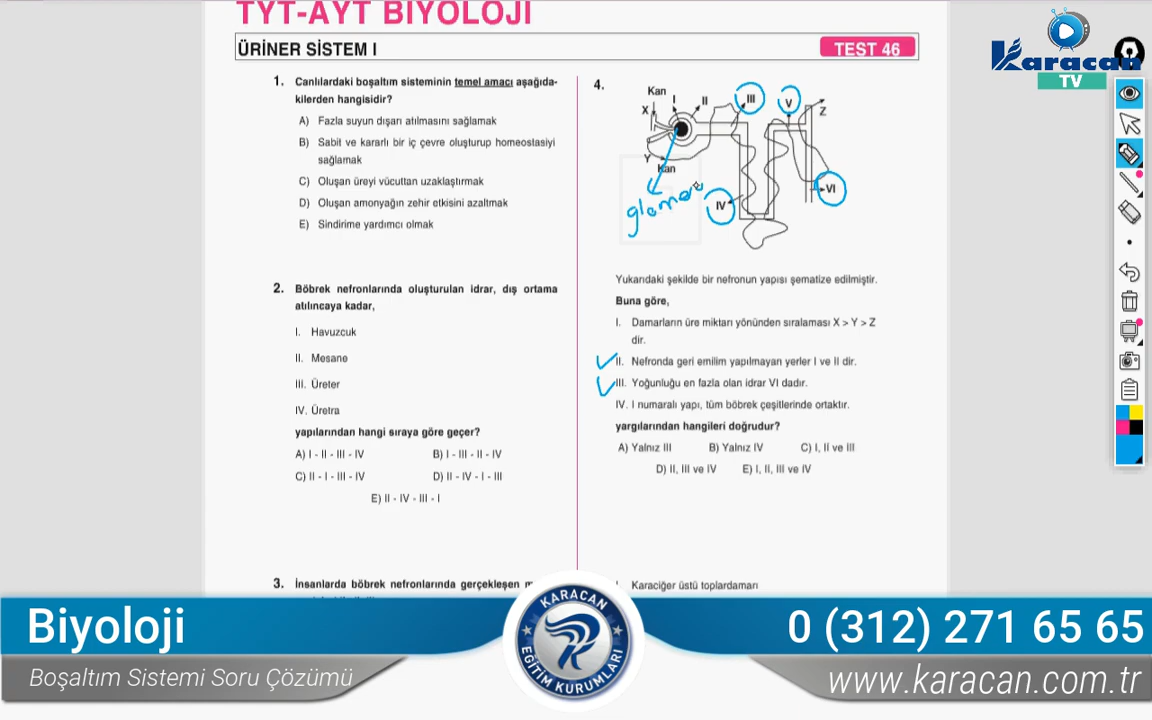 TYT-AYT BİYOLOJİ
ÜRİNER SİSTEM I
TEST 46
Karacan
TV
1. Canlılardaki boşaltım sisteminin temel amacı aşağıda-
kilerden hangisidir?
A) Fazla suyun dışarı atılmasını sağlamak
B) Sabit ve kararlı bir iç çevre oluşturup homeostasiyi
sağlamak
C) Oluşan üreyi vücuttan uzaklaştırmak
D) Oluşan amonyağın zehir etkisini azaltmak
E) Sindirime yardımcı olmak
2. Böbrek nefronlarında oluşturulan idrar, dış ortama
atılıncaya kadar,
I. Havuzcuk
II. Mesane
III. Üreter
IV. Üretra
yapılarından hangi sıraya göre geçer?
A) I - II - III - IV
B) I - III - II - IV
C) II - I - III - IV
D) II - IV - I - III
E) II - IV - III - I
3. İnsanlarda böbrek nefronlarında gerçekleşen
4.
Kan
I
II
III
V
X
Z
Y
Kan
IV
VI
glome
Yukarıdaki şekilde bir nefronun yapısı şematize edilmiştir.
Buna göre,
I. Damarların üre miktarı yönünden sıralaması X > Y > Z
dir.
II. Nefronda geri emilim yapılmayan yerler I ve II dir.
III. Yoğunluğu en fazla olan idrar VI dadır.
IV. I numaralı yapı, tüm böbrek çeşitlerinde ortaktır.
yargılarından hangileri doğrudur?
A) Yalnız III
B) Yalnız IV
C) I, II ve III
D) II, III ve IV
E) I, II, III ve IV
Karaciğer üstü toplardamarı
Biyoloji
0 (312) 271 65 65
Boşaltım Sistemi Soru Çözümü
www.karacan.com.tr
KARACAN
EĞİTİM KURUMLARI